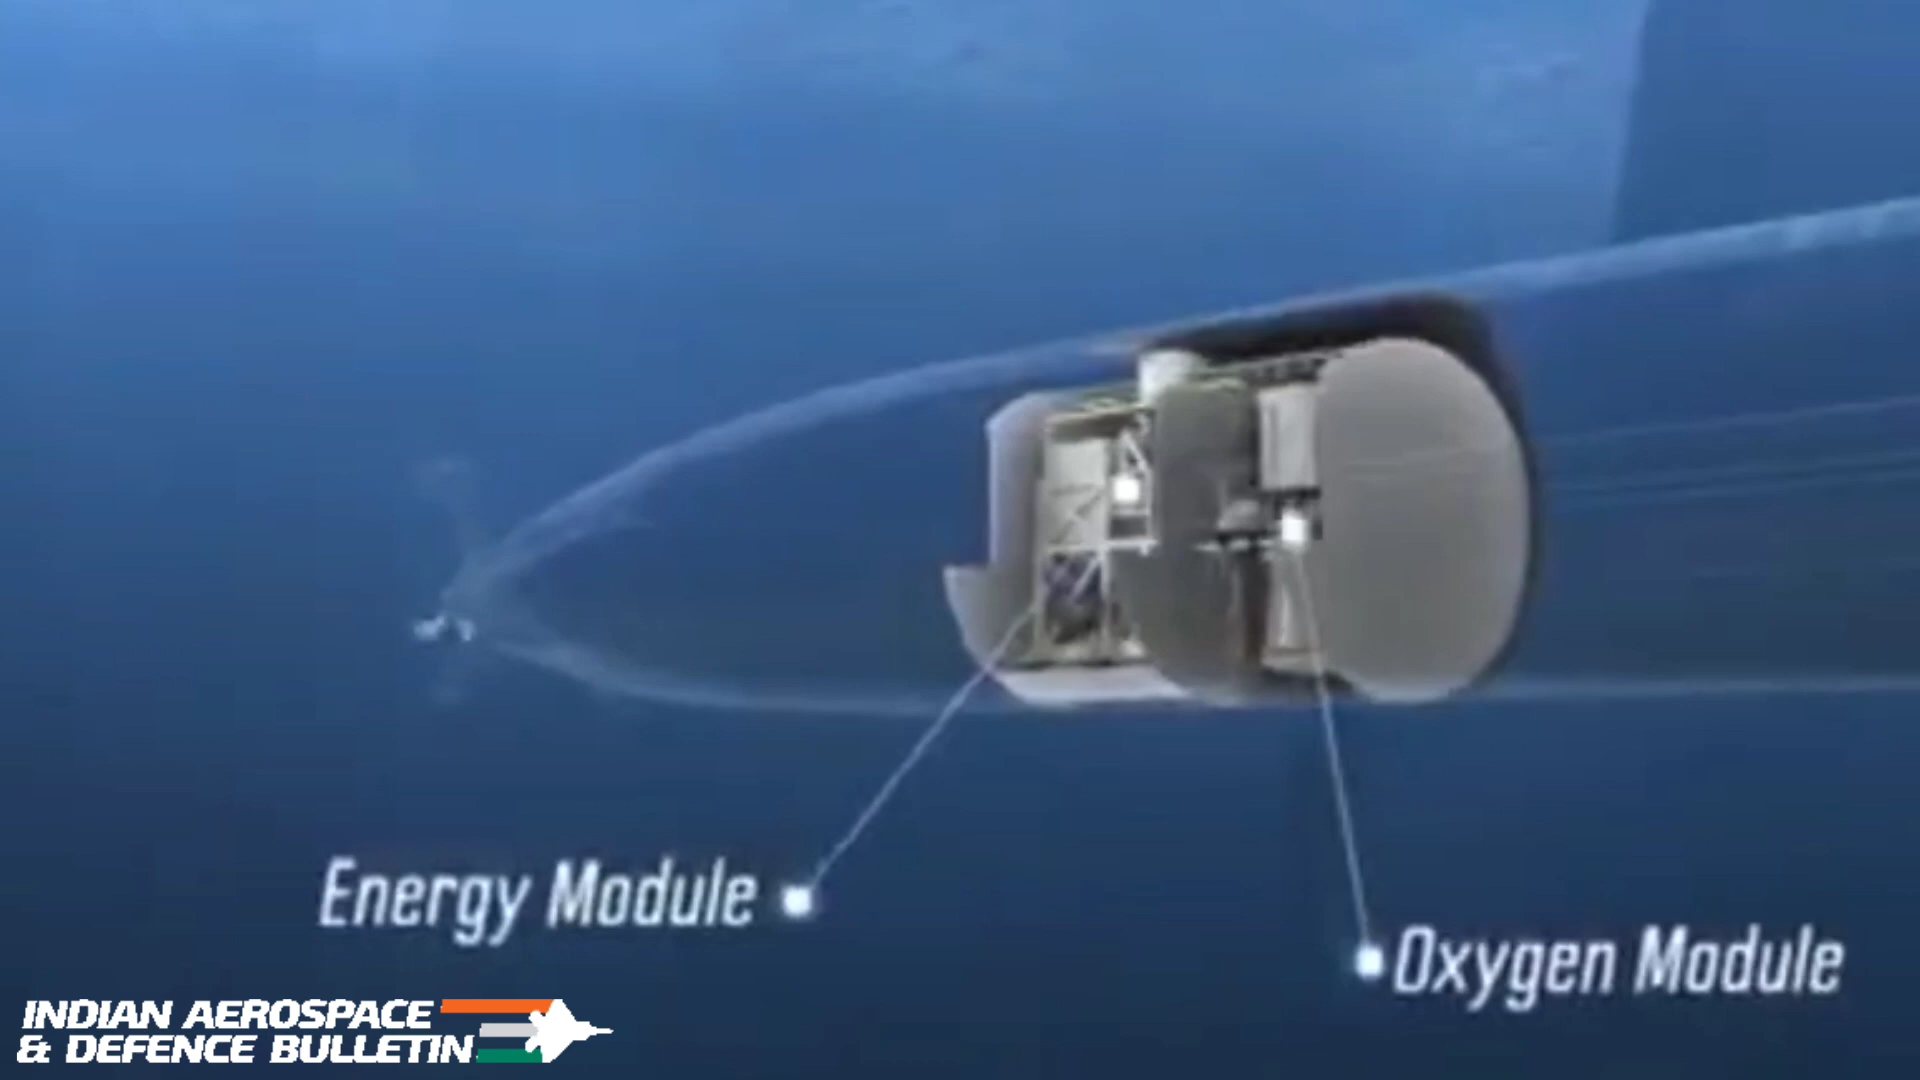 Energy Module
Oxygen Module
INDIAN AEROSPACE
& DEFENCE BULLETIN